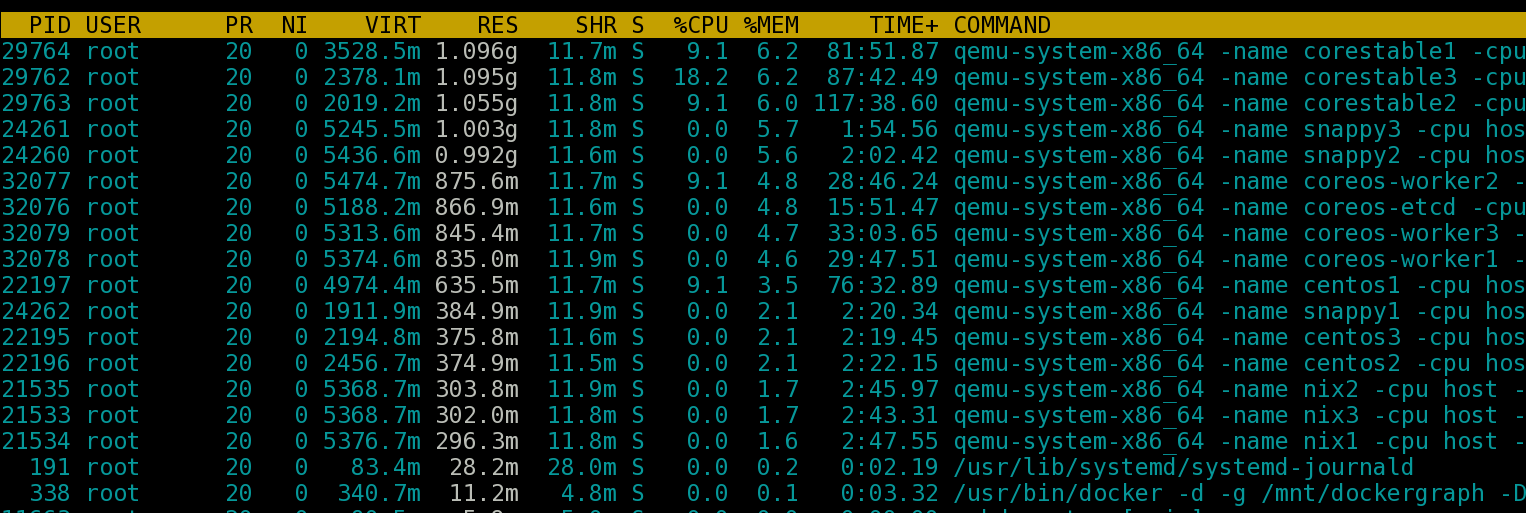 PID USER PR NI VIRT RES SHR S %CPU %MEM TIME+ COMMAND
29764 root 20 0 3528.5m 1.096g 11.7m S 9.1 6.2 81:51.87 qemu-system-x86_64 -name corestable1 -cpu
29762 root 20 0 2378.1m 1.095g 11.8m S 18.2 6.2 87:42.49 qemu-system-x86_64 -name corestable3 -cpu
29763 root 20 0 2019.2m 1.055g 11.8m S 9.1 6.0 117:38.60 qemu-system-x86_64 -name corestable2 -cpu
24261 root 20 0 5245.5m 1.003g 11.8m S 0.0 5.7 1:54.56 qemu-system-x86_64 -name snappy3 -cpu hos
24260 root 20 0 5436.6m 0.992g 11.6m S 0.0 5.6 2:02.42 qemu-system-x86_64 -name snappy2 -cpu hos
32077 root 20 0 5474.7m 875.6m 11.7m S 9.1 4.8 28:46.24 qemu-system-x86_64 -name coreos-worker2 -
32076 root 20 0 5188.2m 866.9m 11.6m S 0.0 4.8 15:51.47 qemu-system-x86_64 -name coreos-etcd -cpu
32079 root 20 0 5313.6m 845.4m 11.7m S 0.0 4.7 33:03.65 qemu-system-x86_64 -name coreos-worker3 -
32078 root 20 0 5374.6m 835.0m 11.9m S 0.0 4.6 29:47.51 qemu-system-x86_64 -name coreos-worker1 -
22197 root 20 0 4974.4m 635.5m 11.7m S 9.1 3.5 76:32.89 qemu-system-x86_64 -name centos1 -cpu hos
24262 root 20 0 1911.9m 384.9m 11.9m S 0.0 2.1 2:20.34 qemu-system-x86_64 -name snappy1 -cpu hos
22195 root 20 0 2194.8m 375.8m 11.6m S 0.0 2.1 2:19.45 qemu-system-x86_64 -name centos3 -cpu hos
22196 root 20 0 2456.7m 374.9m 11.5m S 0.0 2.1 2:22.15 qemu-system-x86_64 -name centos2 -cpu hos
21535 root 20 0 5368.7m 303.8m 11.9m S 0.0 1.7 2:45.97 qemu-system-x86_64 -name nix2 -cpu host -
21533 root 20 0 5368.7m 302.0m 11.8m S 0.0 1.7 2:43.31 qemu-system-x86_64 -name nix3 -cpu host -
21534 root 20 0 5376.7m 296.3m 11.8m S 0.0 1.6 2:47.55 qemu-system-x86_64 -name nix1 -cpu host -
191 root 20 0 83.4m 28.2m 28.0m S 0.0 0.2 0:02.19 /usr/lib/systemd/systemd-journald
338 root 20 0 340.7m 11.2m 4.8m S 0.0 0.1 0:03.32 /usr/bin/docker -d -g /mnt/dockergraph -D